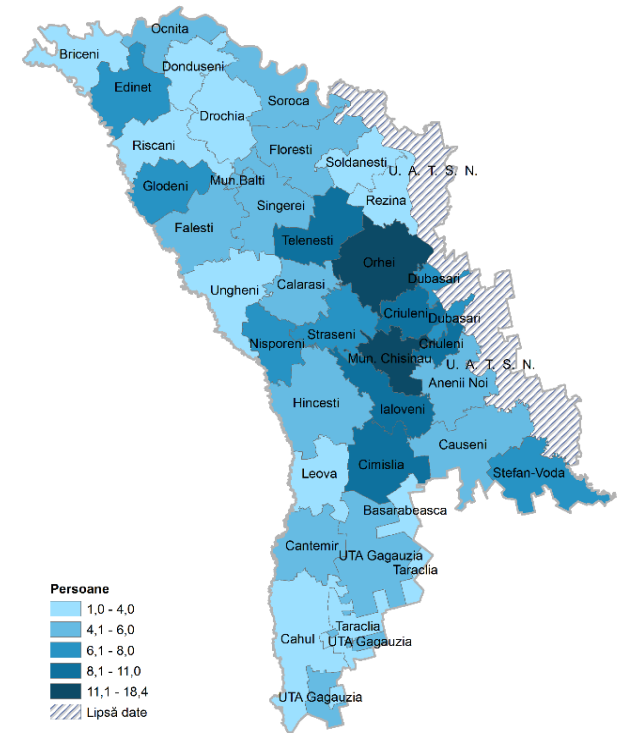 Ocnita
Briceni
Donduseni
Edinet
Soroca
Drochia
Riscani
Floresti
Soldanesti
U. A. T. S. N.
Glodeni
Mun.Balti
Rezina
Singerei
Falesti
Telenesti
Orhei
Dubasari
Ungheni
Calarasi
Criuleni
Dubasari
Straseni
Nisporeni
Criuleni
Mun. Chisinau
U. A. T. S. N.
Anenii Noi
Hincesti
Ialoveni
Causeni
Cimislia
Leova
Stefan-Voda
Basarabeasca
Cantemir
UTA Gagauzia
Taraclia
Taraclia
Cahul
UTA Gagauzia
UTA Gagauzia
Persoane
1,0 - 4,0
4,1 - 6,0
6,1 - 8,0
8,1 - 11,0
11,1 - 18,4
Lipsă date